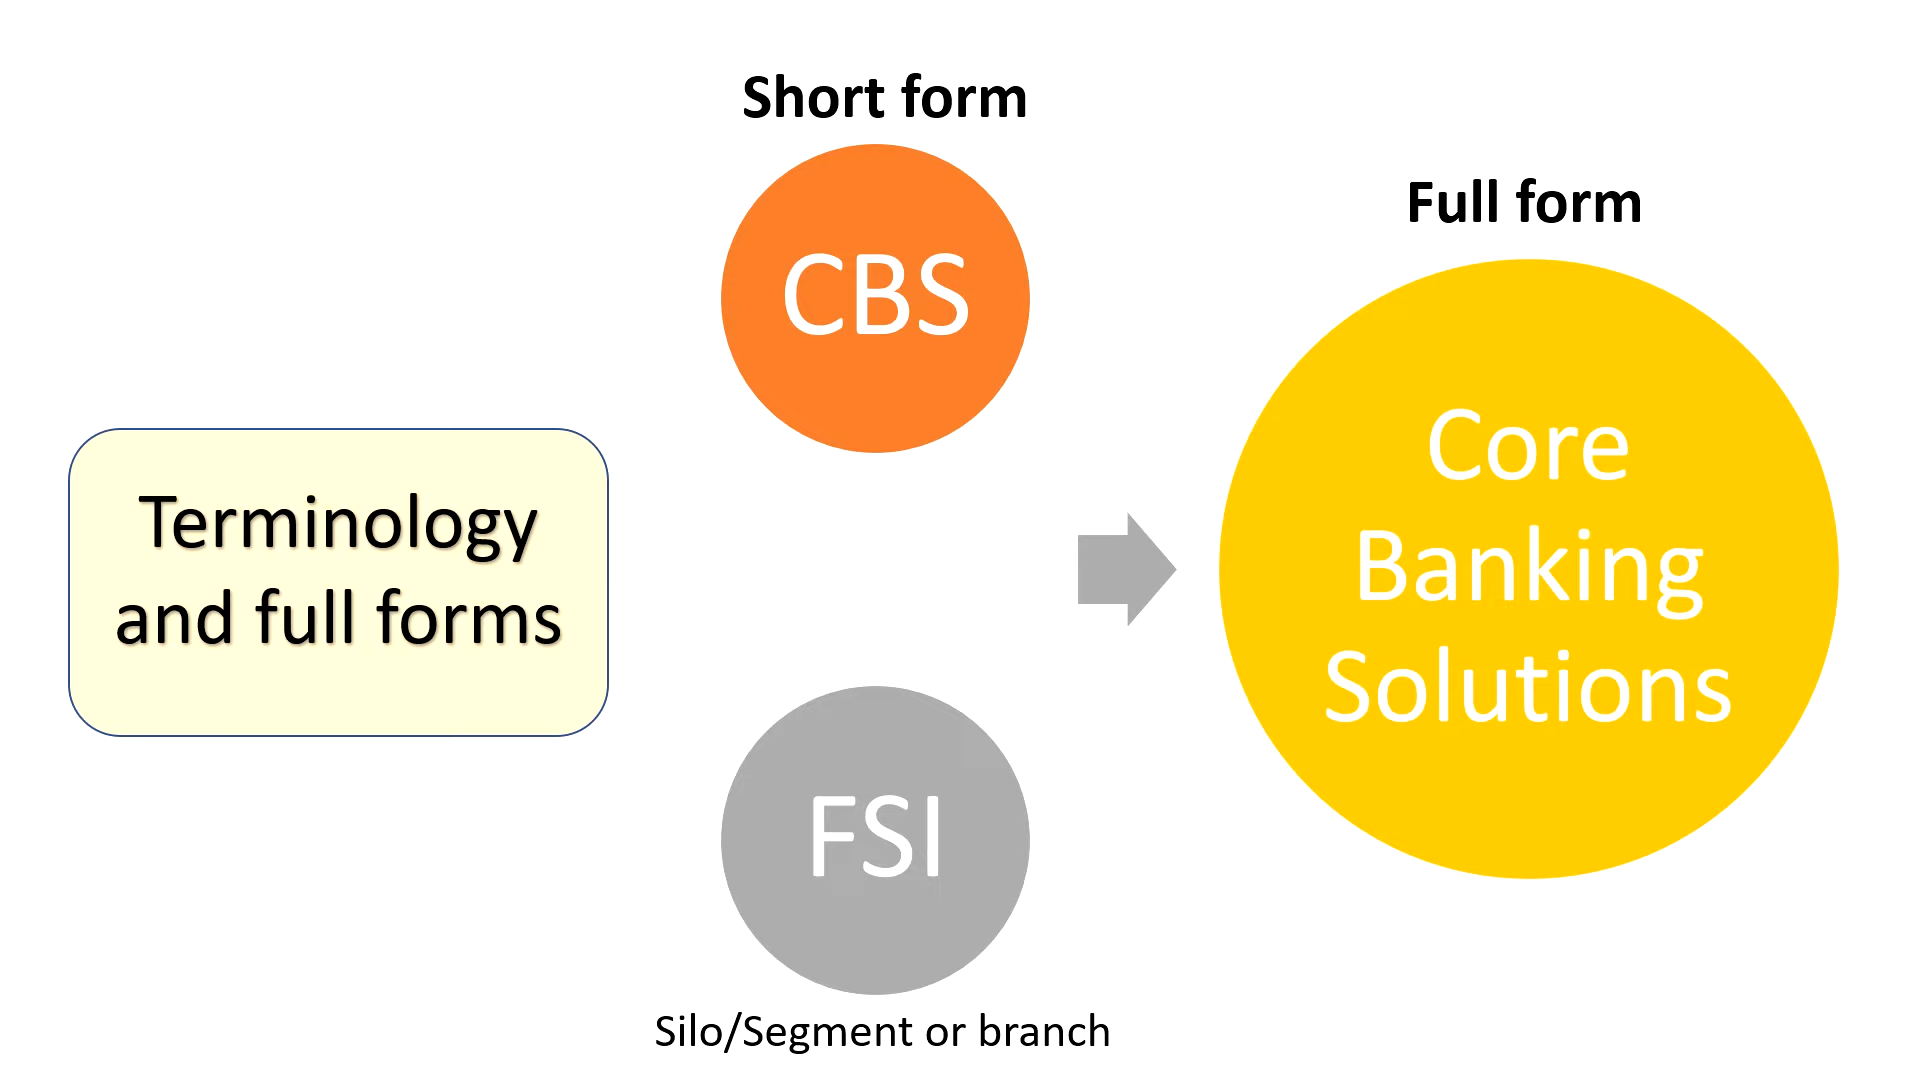 Short form
CBS
Full form
Core
Banking
Solutions
Terminology
and full forms
FSI
Silo/Segment or branch